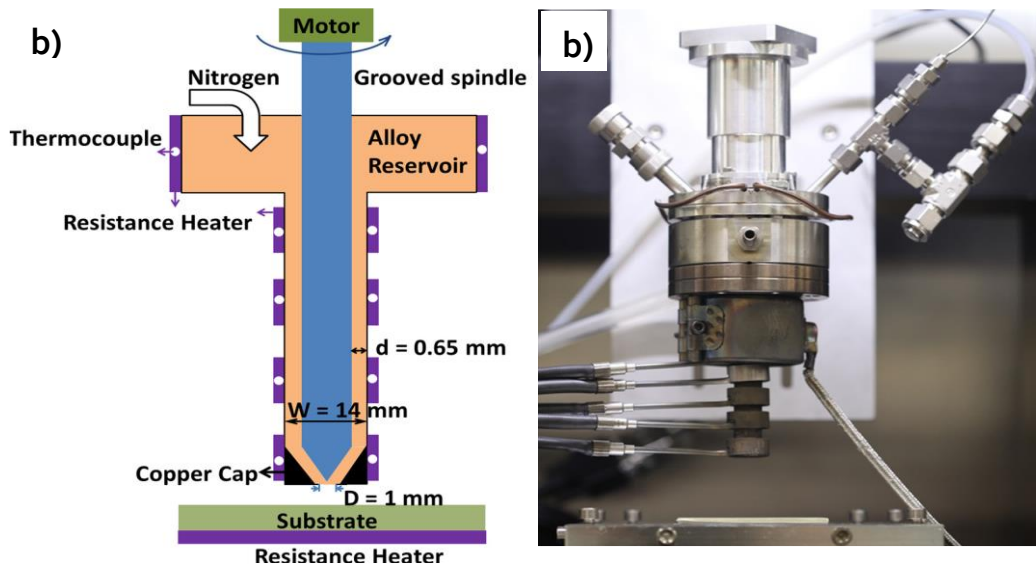 b)
Motor
Nitrogen
Grooved spindle
Thermocouple
Alloy
Reservoir
Resistance Heater
d = 0.65 mm
W = 14 mm
Copper Cap
D = 1 mm
Substrate
Resistance Heater
b)